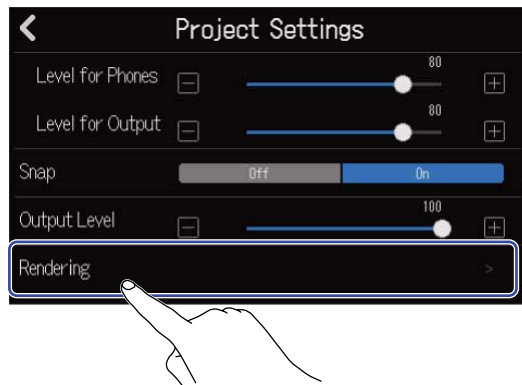 Project Settings
80
Level for Phones
80
Level for Output
Snap Off On
100
Output Level
Rendering >